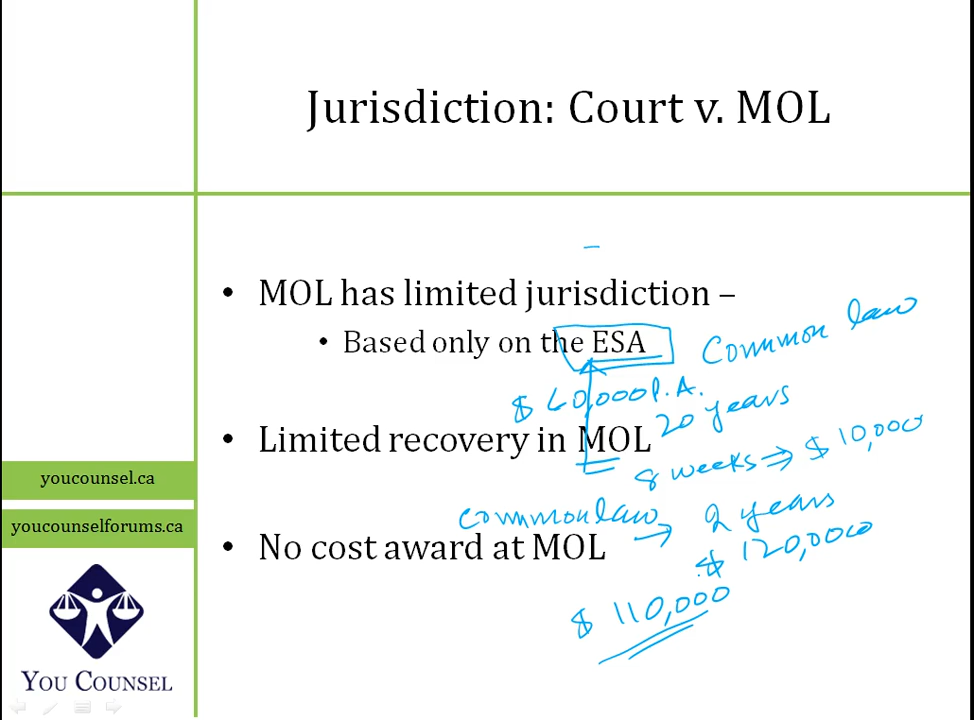 Jurisdiction: Court v. MOL
• MOL has limited jurisdiction –
• Based only on the ESA
Common law
$ 60,000 P.A.
20 years
• Limited recovery in MOL
8 weeks ⇒ $ 10,000
common law → 2 years
$ 120,000
• No cost award at MOL
$ 110,000
youcounsel.ca
youcounselforums.ca
YOU COUNSEL